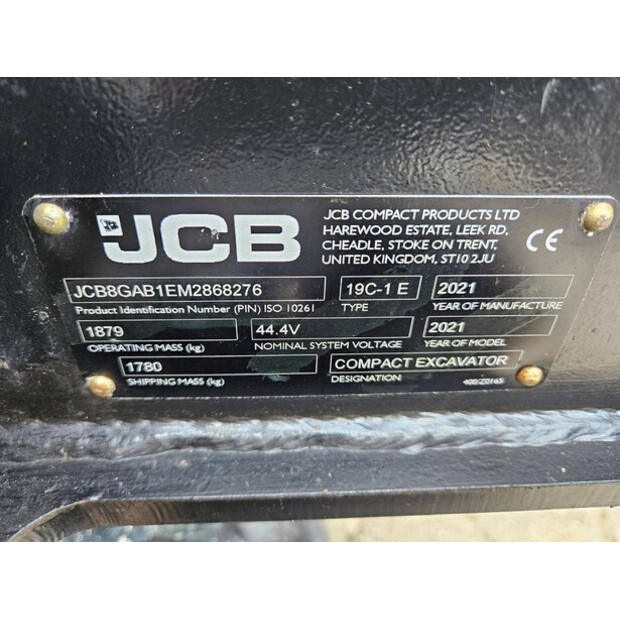 JCB
JCB COMPACT PRODUCTS LTD
HAREWOOD ESTATE, LEEK RD,
CHEADLE, STOKE ON TRENT,
UNITED KINGDOM, ST10 2JU
CE
JCB8GAB1EM2868276
19C-1 E
2021
Product Identification Number (PIN) ISO 10261
TYPE
YEAR OF MANUFACTURE
1879
44.4V
2021
OPERATING MASS (kg)
NOMINAL SYSTEM VOLTAGE
YEAR OF MODEL
1780
COMPACT EXCAVATOR
SHIPPING MASS (kg)
DESIGNATION
400/Z0165